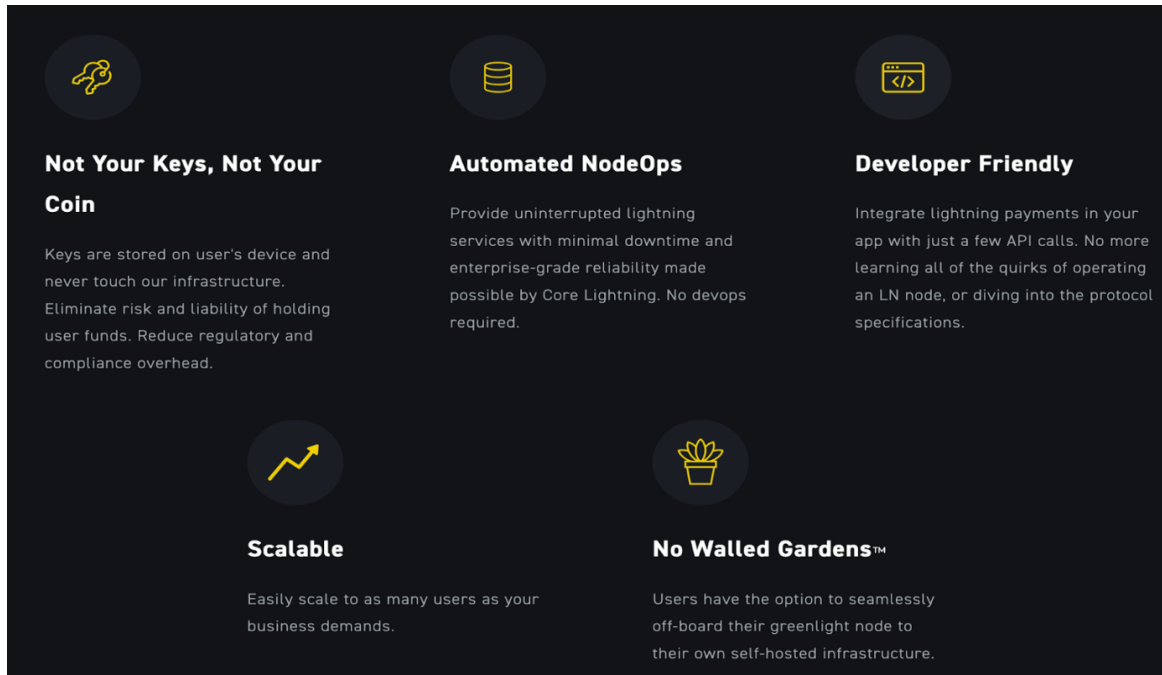 Not Your Keys, Not Your
Coin
Keys are stored on user's device and
never touch our infrastructure.
Eliminate risk and liability of holding
user funds. Reduce regulatory and
compliance overhead.
Automated NodeOps
Provide uninterrupted lightning
services with minimal downtime and
enterprise-grade reliability made
possible by Core Lightning. No devops
required.
Developer Friendly
Integrate lightning payments in your
app with just a few API calls. No more
learning all of the quirks of operating
an LN node, or diving into the protocol
specifications.
Scalable
Easily scale to as many users as your
business demands.
No Walled Gardens™
Users have the option to seamlessly
off-board their greenlight node to
their own self-hosted infrastructure.